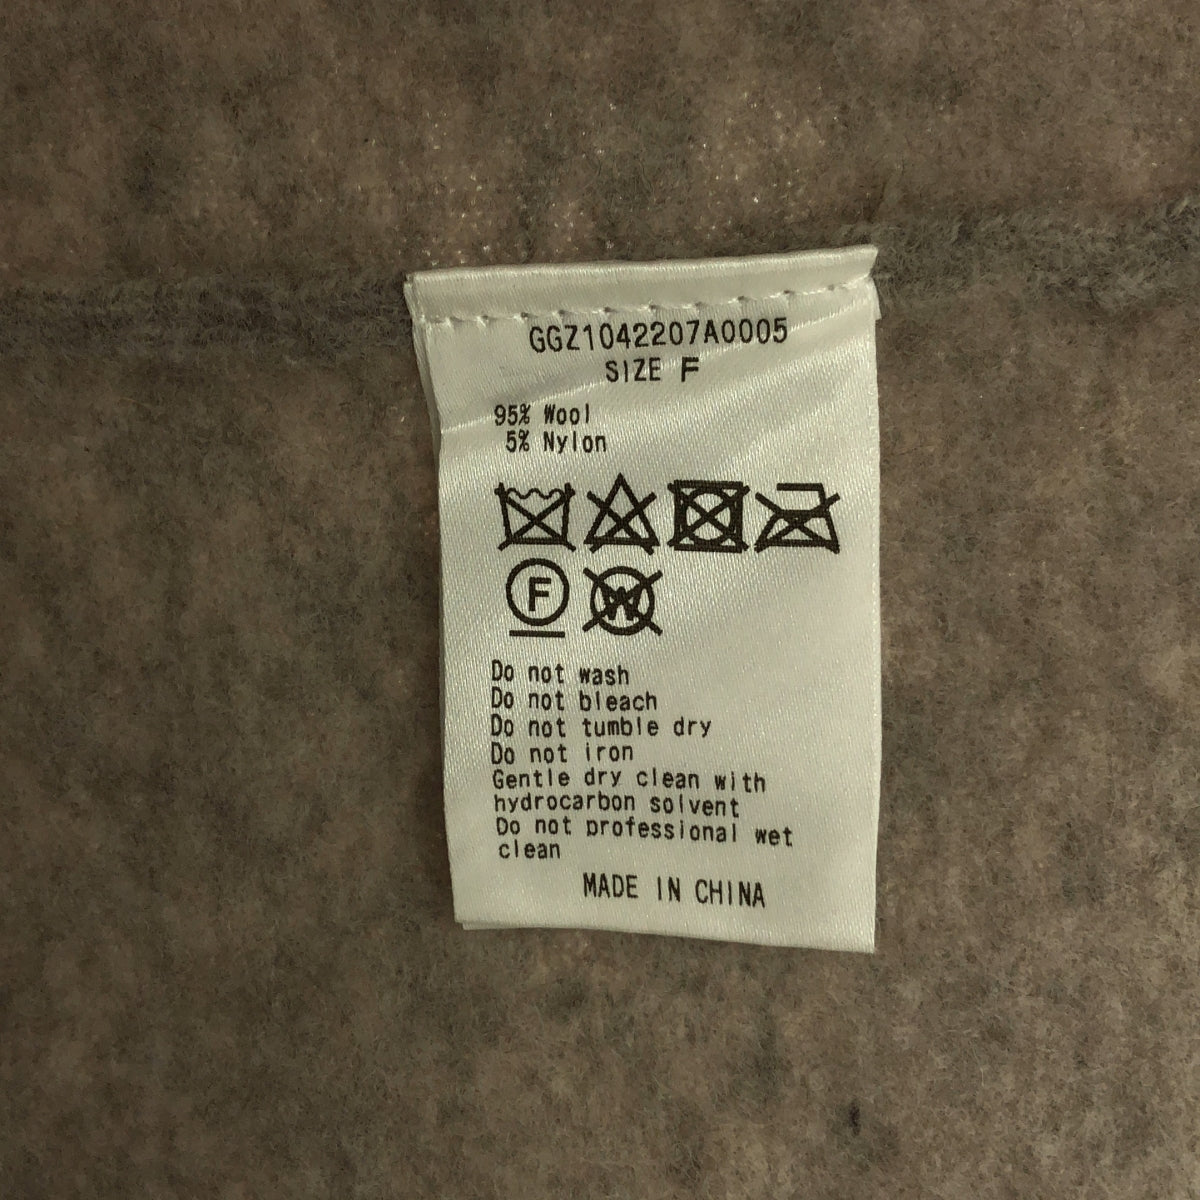 GGZ1042207A0005
SIZE F
95% Wool
5% Nylon
F
W
Do not wash
Do not bleach
Do not tumble dry
Do not iron
Gentle dry clean with
hydrocarbon solvent
Do not professional wet
clean
MADE IN CHINA